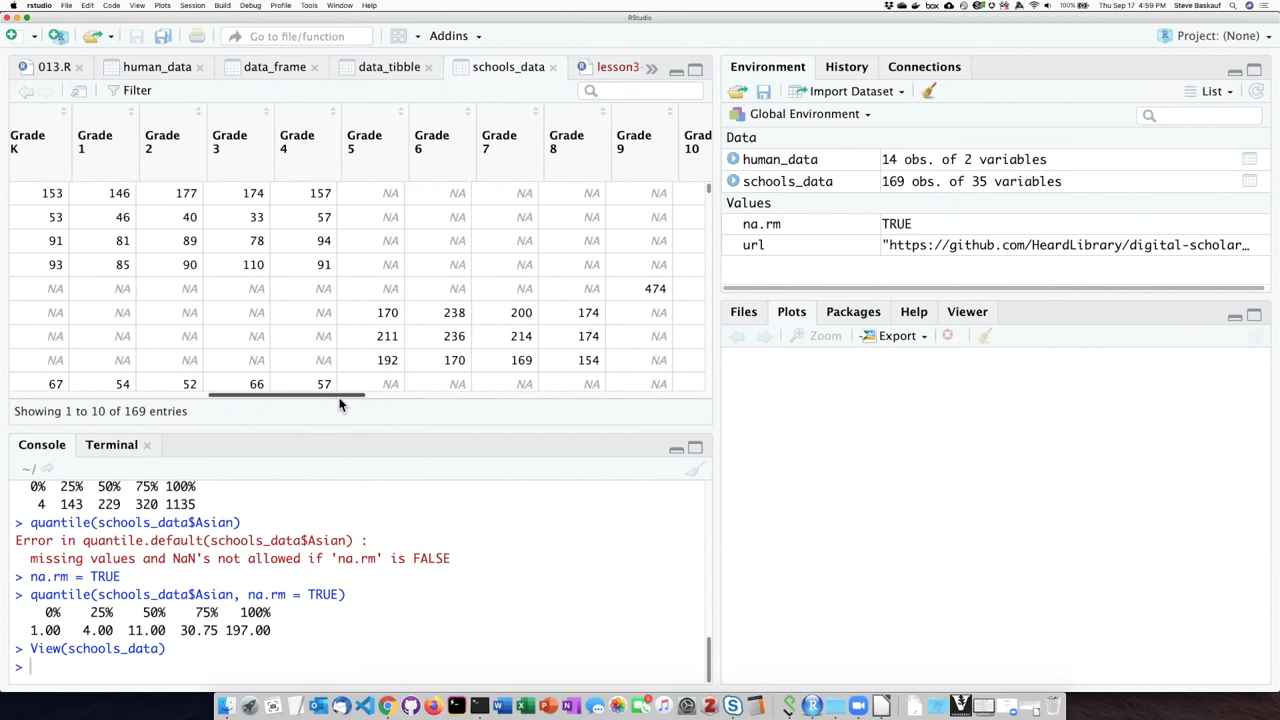 rstudio File Edit Code View Plots Session Build Debug Profile Tools Window Help box 100% Thu Sep 17 4:59 PM Steve Baskauf
RStudio
Go to file/function Addins Project: (None)
013.R human_data data_frame data_tibble schools_data lesson3-
Filter
Grade K Grade 1 Grade 2 Grade 3 Grade 4 Grade 5 Grade 6 Grade 7 Grade 8 Grade 9 Grad 10
153 146 177 174 157 NA NA NA NA NA
53 46 40 33 57 NA NA NA NA NA
91 81 89 78 94 NA NA NA NA NA
93 85 90 110 91 NA NA NA NA NA
NA NA NA NA NA NA NA NA NA 474
NA NA NA NA NA 170 238 200 174 NA
NA NA NA NA NA 211 236 214 174 NA
NA NA NA NA NA 192 170 169 154 NA
67 54 52 66 57 NA NA NA NA NA
Showing 1 to 10 of 169 entries
Console Terminal
~/
0% 25% 50% 75% 100%
4 143 229 320 1135
> quantile(schools_data$Asian)
Error in quantile.default(schools_data$Asian) :
missing values and NaN's not allowed if 'na.rm' is FALSE
> na.rm = TRUE
> quantile(schools_data$Asian, na.rm = TRUE)
0% 25% 50% 75% 100%
1.00 4.00 11.00 30.75 197.00
> View(schools_data)
>
Environment History Connections
Import Dataset List
Global Environment
Data
human_data 14 obs. of 2 variables
schools_data 169 obs. of 35 variables
Values
na.rm TRUE
url "https://github.com/HeardLibrary/digital-scholar…
Files Plots Packages Help Viewer
Zoom Export